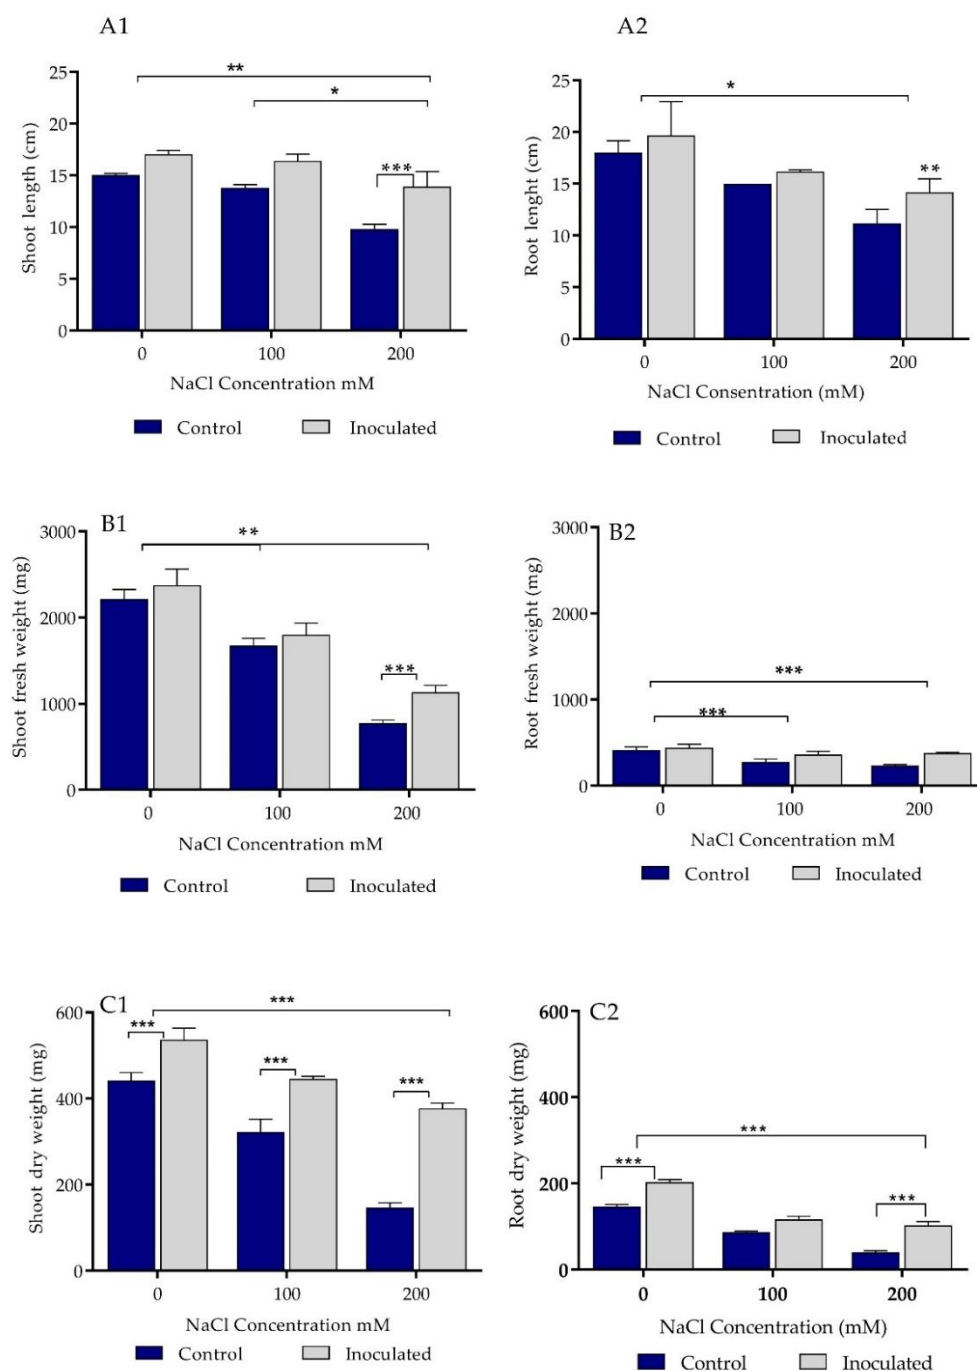 A1
**
*
***
25
20
15
10
5
0
Shoot length (cm)
0 100 200
NaCl Concentration mM
Control Inoculated
A2
*
**
25
20
15
10
5
0
Root lenght (cm)
0 100 200
NaCl Consentration (mM)
Control Inoculated
B1
**
***
3000
2000
1000
0
Shoot fresh weight (mg)
0 100 200
NaCl Concentration mM
Control Inoculated
B2
***
***
3000
2000
1000
0
Root fresh weight (mg)
0 100 200
NaCl Concentration mM
Control Inoculated
C1
***
***
***
***
600
400
200
0
Shoot dry weight (mg)
0 100 200
NaCl Concentration mM
Control Inoculated
C2
***
***
***
600
400
200
0
Root dry weight (mg)
0 100 200
NaCl Concentration (mM)
Control Inoculated